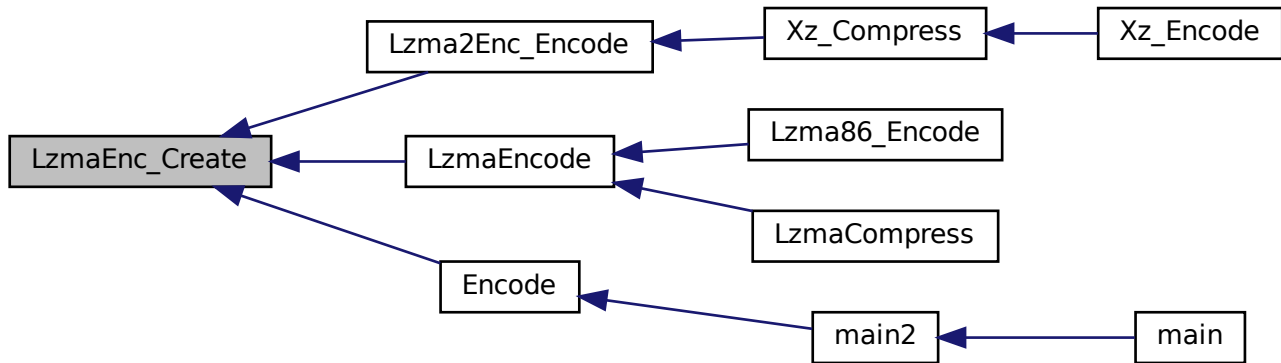 Lzma2Enc_Encode
Xz_Compress
Xz_Encode
LzmaEnc_Create
LzmaEncode
Lzma86_Encode
LzmaCompress
Encode
main2
main